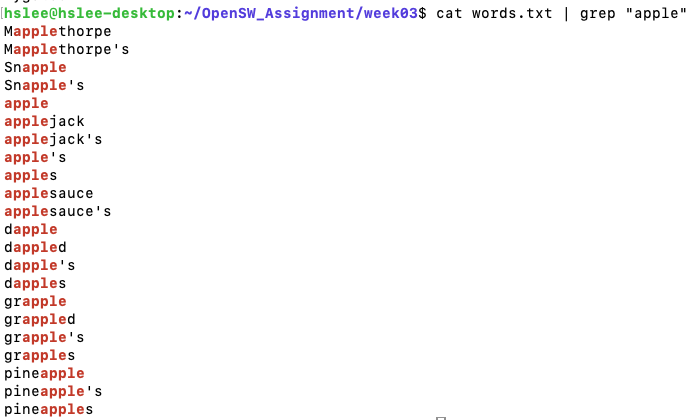 [hslee@hslee-desktop:~/OpenSW_Assignment/week03$ cat words.txt | grep "apple"
Mapplethorpe
Mapplethorpe's
Snapple
Snapple's
apple
applejack
applejack's
apple's
apples
applesauce
applesauce's
dapple
dappled
dapple's
dapples
grapple
grappled
grapple's
grapples
pineapple
pineapple's
pineapples